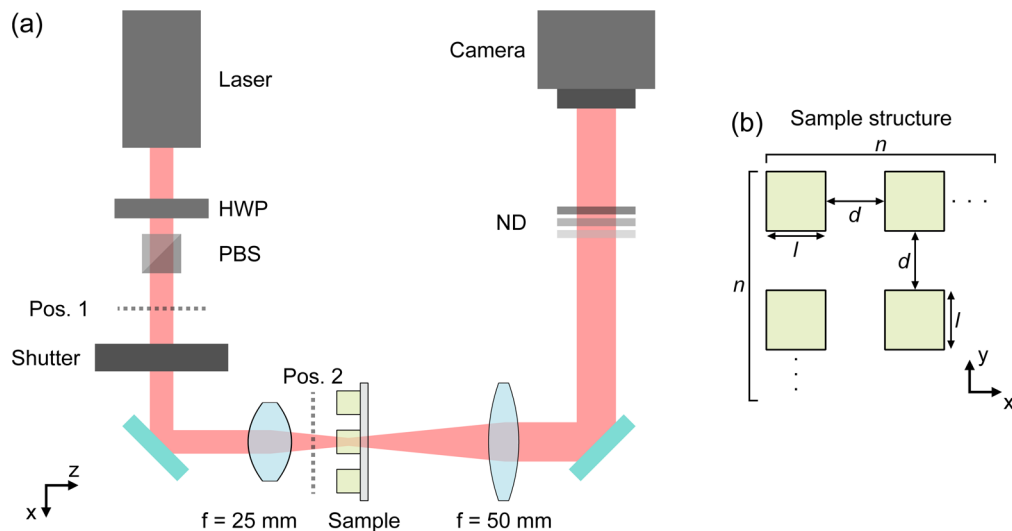 (a)
Laser
HWP
PBS
Pos. 1
Shutter
Pos. 2
z
x
f = 25 mm
Sample
f = 50 mm
Camera
ND
(b)
Sample structure
n
n
d
. . .
l
d
l
. . .
y
x